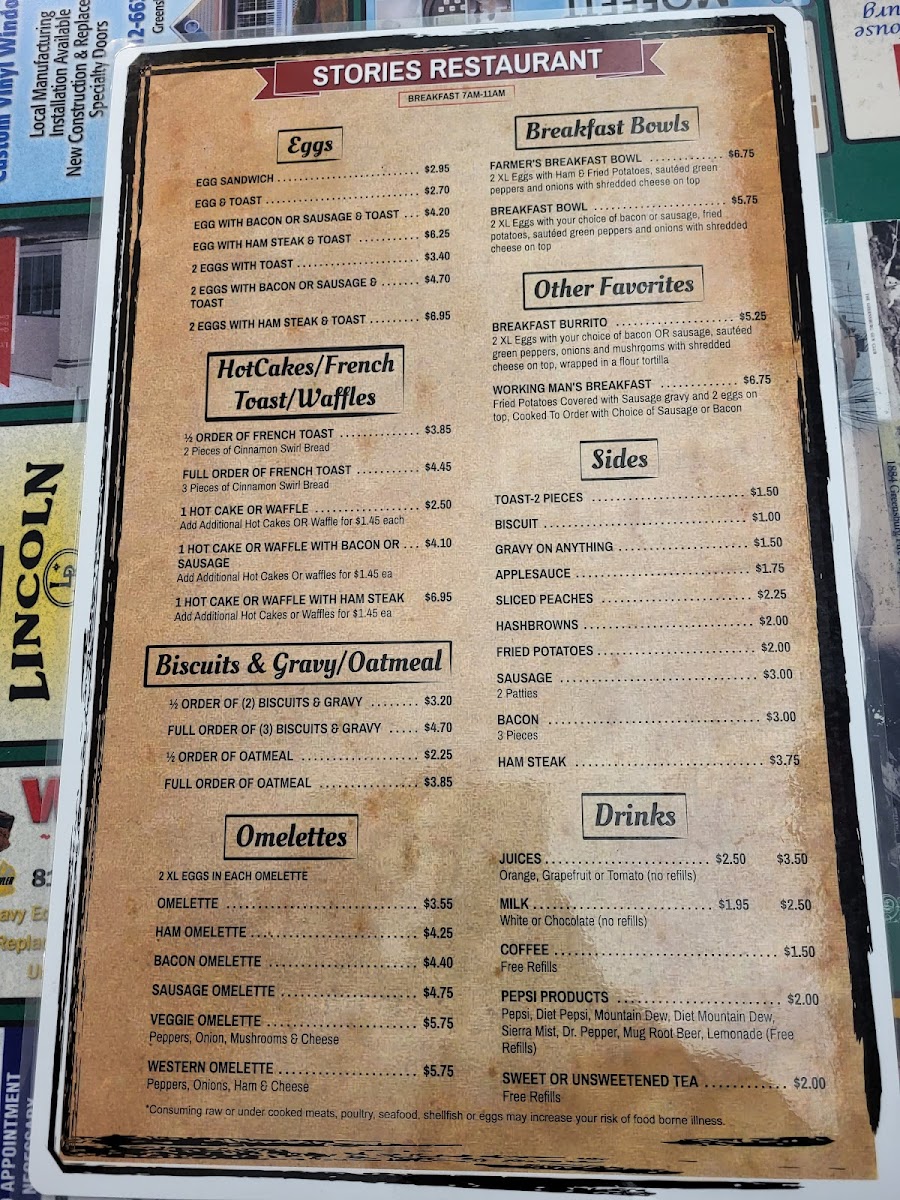 Custom Vinyl
Local Manufacturing
Installation Available
New Construction & Replace
Specialty Doors
STORIES RESTAURANT
BREAKFAST 7AM-11AM
Eggs
EGG SANDWICH $2.95
EGG & TOAST $2.70
EGG WITH BACON OR SAUSAGE & TOAST $4.20
EGG WITH HAM STEAK & TOAST $6.25
2 EGGS WITH TOAST $3.40
2 EGGS WITH BACON OR SAUSAGE & $4.70
TOAST
2 EGGS WITH HAM STEAK & TOAST $6.95
HotCakes/French
Toast/Waffles
½ ORDER OF FRENCH TOAST $3.85
2 Pieces of Cinnamon Swirl Bread
FULL ORDER OF FRENCH TOAST $4.45
3 Pieces of Cinnamon Swirl Bread
1 HOT CAKE OR WAFFLE $2.50
Add Additional Hot Cakes OR Waffle for $1.45 each
1 HOT CAKE OR WAFFLE WITH BACON OR $4.10
SAUSAGE
Add Additional Hot Cakes Or waffles for $1.45 ea
1 HOT CAKE OR WAFFLE WITH HAM STEAK $6.95
Add Additional Hot Cakes or Waffles for $1.45 ea
Biscuits & Gravy/Oatmeal
½ ORDER OF (2) BISCUITS & GRAVY $3.20
FULL ORDER OF (3) BISCUITS & GRAVY $4.70
½ ORDER OF OATMEAL $2.25
FULL ORDER OF OATMEAL $3.85
Omelettes
2 XL EGGS IN EACH OMELETTE
OMELETTE $3.55
HAM OMELETTE $4.25
BACON OMELETTE $4.40
SAUSAGE OMELETTE $4.75
VEGGIE OMELETTE $5.75
Peppers, Onion, Mushrooms & Cheese
WESTERN OMELETTE $5.75
Peppers, Onions, Ham & Cheese
Breakfast Bowls
FARMER'S BREAKFAST BOWL $6.75
2 XL Eggs with Ham & Fried Potatoes, sautéed green
peppers and onions with shredded cheese on top
BREAKFAST BOWL $5.75
2 XL Eggs with your choice of bacon or sausage, fried
potatoes, sautéed green peppers and onions with shredded
cheese on top
Other Favorites
BREAKFAST BURRITO $5.25
2 XL Eggs with your choice of bacon OR sausage, sautéed
green peppers, onions and mushrooms with shredded
cheese on top, wrapped in a flour tortilla
WORKING MAN'S BREAKFAST $6.75
Fried Potatoes Covered with Sausage gravy and 2 eggs on
top, Cooked To Order with Choice of Sausage or Bacon
Sides
TOAST-2 PIECES $1.50
BISCUIT $1.00
GRAVY ON ANYTHING $1.50
APPLESAUCE $1.75
SLICED PEACHES $2.25
HASHBROWNS $2.00
FRIED POTATOES $2.00
SAUSAGE $3.00
2 Patties
BACON $3.00
3 Pieces
HAM STEAK $3.75
Drinks
JUICES $2.50 $3.50
Orange, Grapefruit or Tomato (no refills)
MILK $1.95 $2.50
White or Chocolate (no refills)
COFFEE $1.50
Free Refills
PEPSI PRODUCTS $2.00
Pepsi, Diet Pepsi, Mountain Dew, Diet Mountain Dew,
Sierra Mist, Dr. Pepper, Mug Root Beer, Lemonade (Free
Refills)
SWEET OR UNSWEETENED TEA $2.00
Free Refills
*Consuming raw or under cooked meats, poultry, seafood, shellfish or eggs may increase your risk of food borne illness.
LINCOLN
APPOINTMENT
NECESSARY